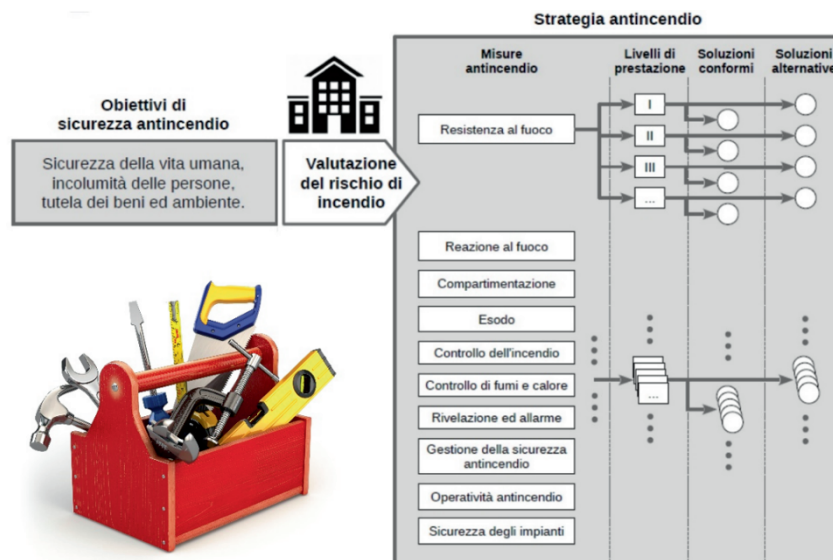 Strategia antincendio
Misure
antincendio
Livelli di
prestazione
Soluzioni
conformi
Soluzioni
alternative
Obiettivi di
sicurezza antincendio
Sicurezza della vita umana,
incolumità delle persone,
tutela dei beni ed ambiente.
Valutazione
del rischio di
incendio
Resistenza al fuoco
I
II
III
...
Reazione al fuoco
Compartimentazione
Esodo
Controllo dell'incendio
Controllo di fumi e calore
...
Rivelazione ed allarme
Gestione della sicurezza
antincendio
Operatività antincendio
Sicurezza degli impianti